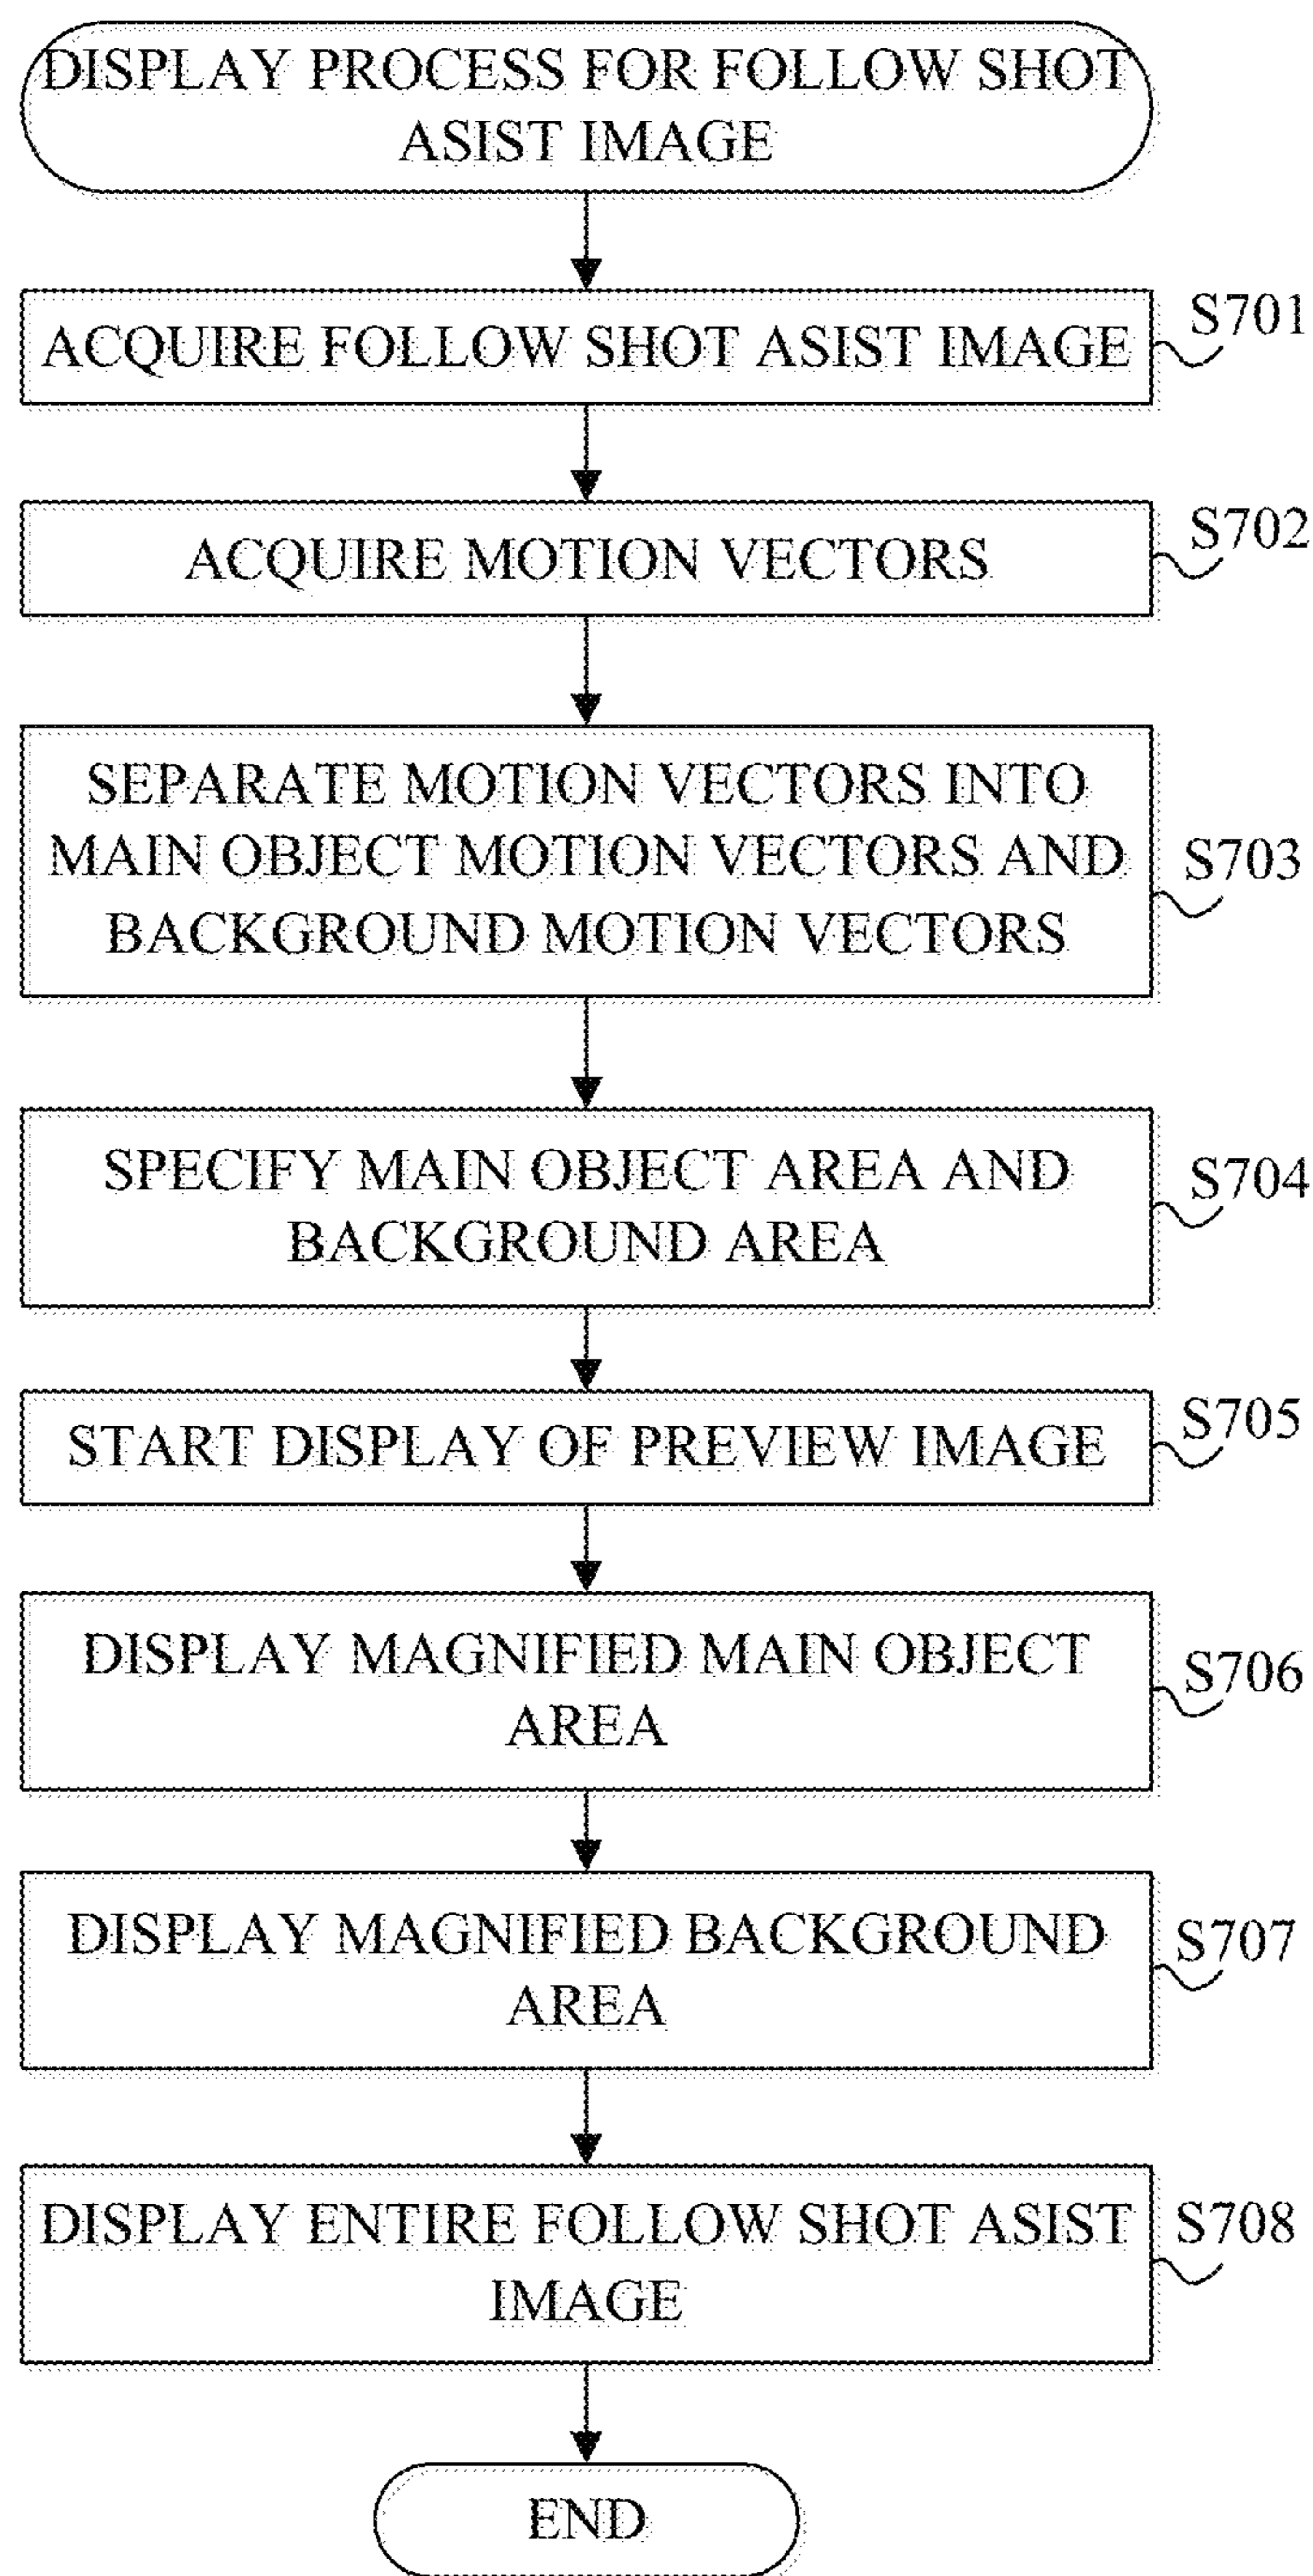 DISPLAY PROCESS FOR FOLLOW SHOT
ASIST IMAGE
ACQUIRE FOLLOW SHOT ASIST IMAGE
S701
ACQUIRE MOTION VECTORS
S702
SEPARATE MOTION VECTORS INTO
MAIN OBJECT MOTION VECTORS AND
BACKGROUND MOTION VECTORS
S703
SPECIFY MAIN OBJECT AREA AND
BACKGROUND AREA
S704
START DISPLAY OF PREVIEW IMAGE
S705
DISPLAY MAGNIFIED MAIN OBJECT
AREA
S706
DISPLAY MAGNIFIED BACKGROUND
AREA
S707
DISPLAY ENTIRE FOLLOW SHOT ASIST
IMAGE
S708
END